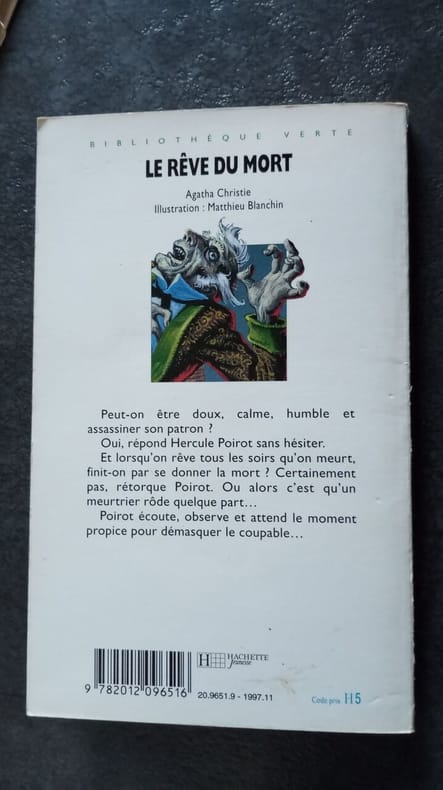 BIBLIOTHÈQUE VERTE
LE RÊVE DU MORT
Agatha Christie
Illustration : Matthieu Blanchin
Peut-on être doux, calme, humble et
assassiner son patron ?
Oui, répond Hercule Poirot sans hésiter.
Et lorsqu'on rêve tous les soirs qu'on meurt,
finit-on par se donner la mort ? Certainement
pas, rétorque Poirot. Ou alors c'est qu'un
meurtrier rôde quelque part...
Poirot écoute, observe et attend le moment
propice pour démasquer le coupable...
H HACHETTE
Jeunesse
9 782012 096516
20.9651.9 - 1997.11
Code prix H5